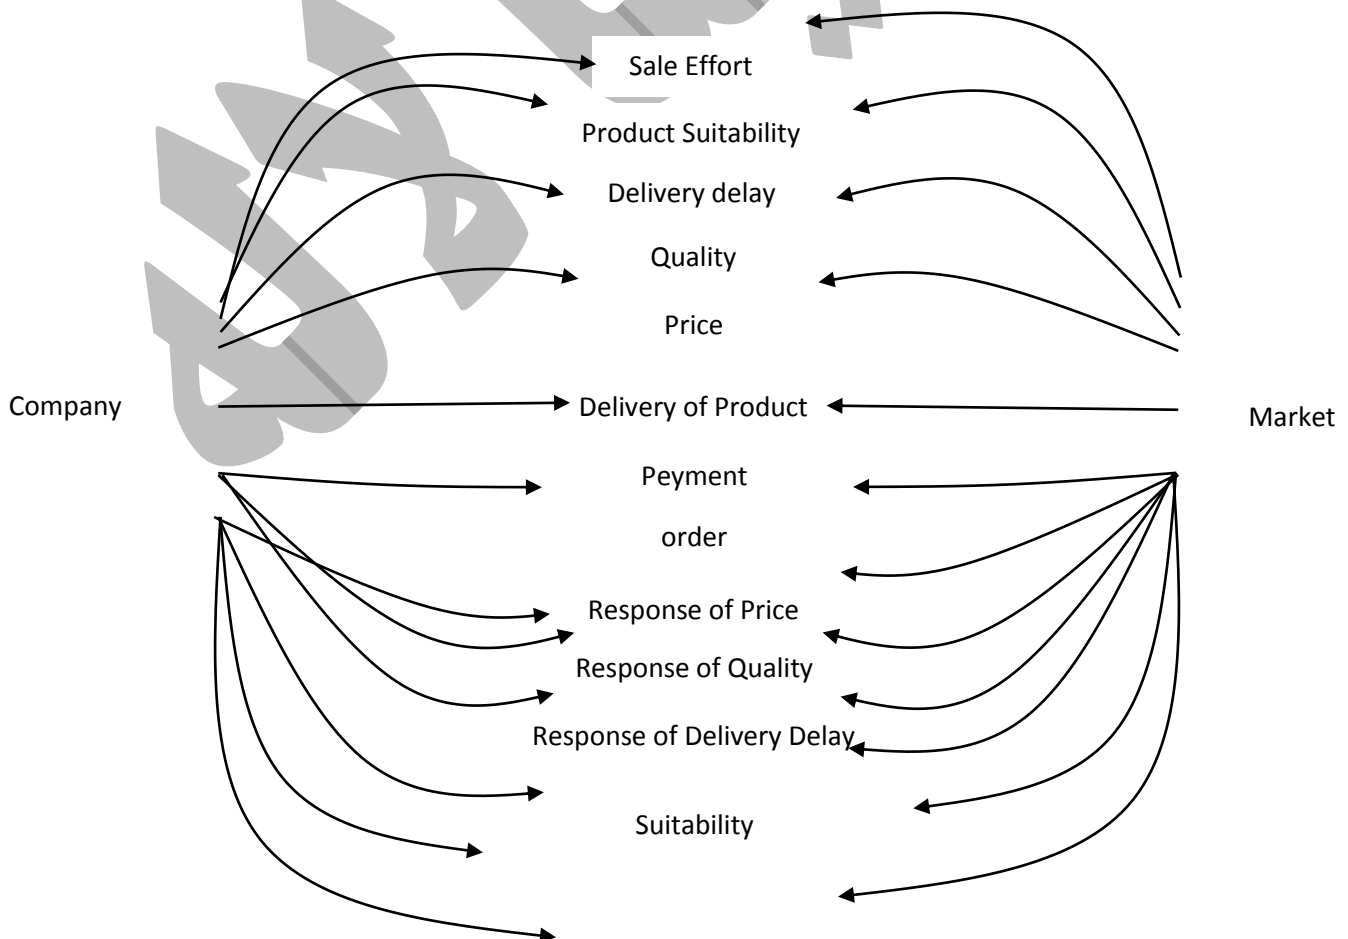 Sale Effort
Product Suitability
Delivery delay
Quality
Price
Company
Delivery of Product
Market
Peyment
order
Response of Price
Response of Quality
Response of Delivery Delay
Suitability